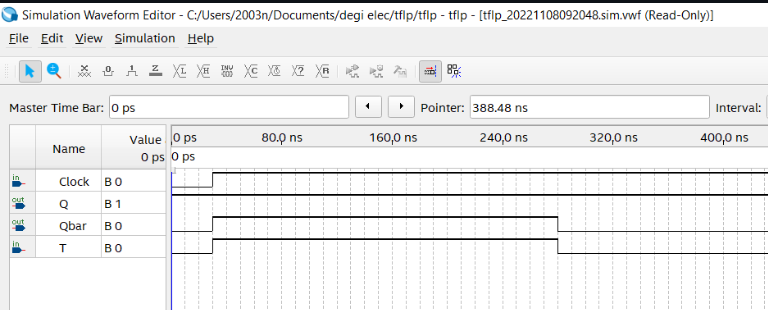 Simulation Waveform Editor - C:/Users/2003n/Documents/degi elec/tflp/tflp - tflp - [tflp_20221108092048.sim.vwf (Read-Only)]
File Edit View Simulation Help
Master Time Bar: 0 ps Pointer: 388.48 ns Interval:
Name Value 0 ps 0 ps 80.0 ns 160.0 ns 240.0 ns 320.0 ns 400.0 ns
0 ps
in Clock B 0
out Q B 1
out Qbar B 0
in T B 0